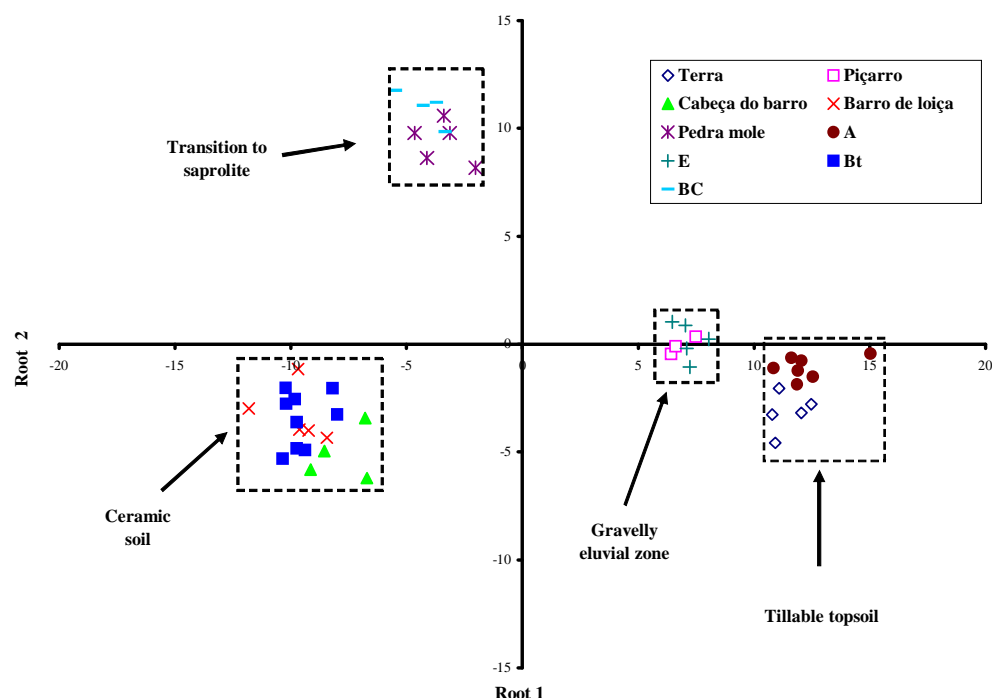 15
Terra
Piçarro
Cabeça do barro
Barro de loiça
Pedra mole
A
E
Bt
BC
Transition to
saprolite
10
5
Root 2
-20
-15
-10
-5
0
0
5
10
15
20
-5
Ceramic
soil
Gravelly
eluvial zone
-10
Tillable topsoil
-15
Root 1